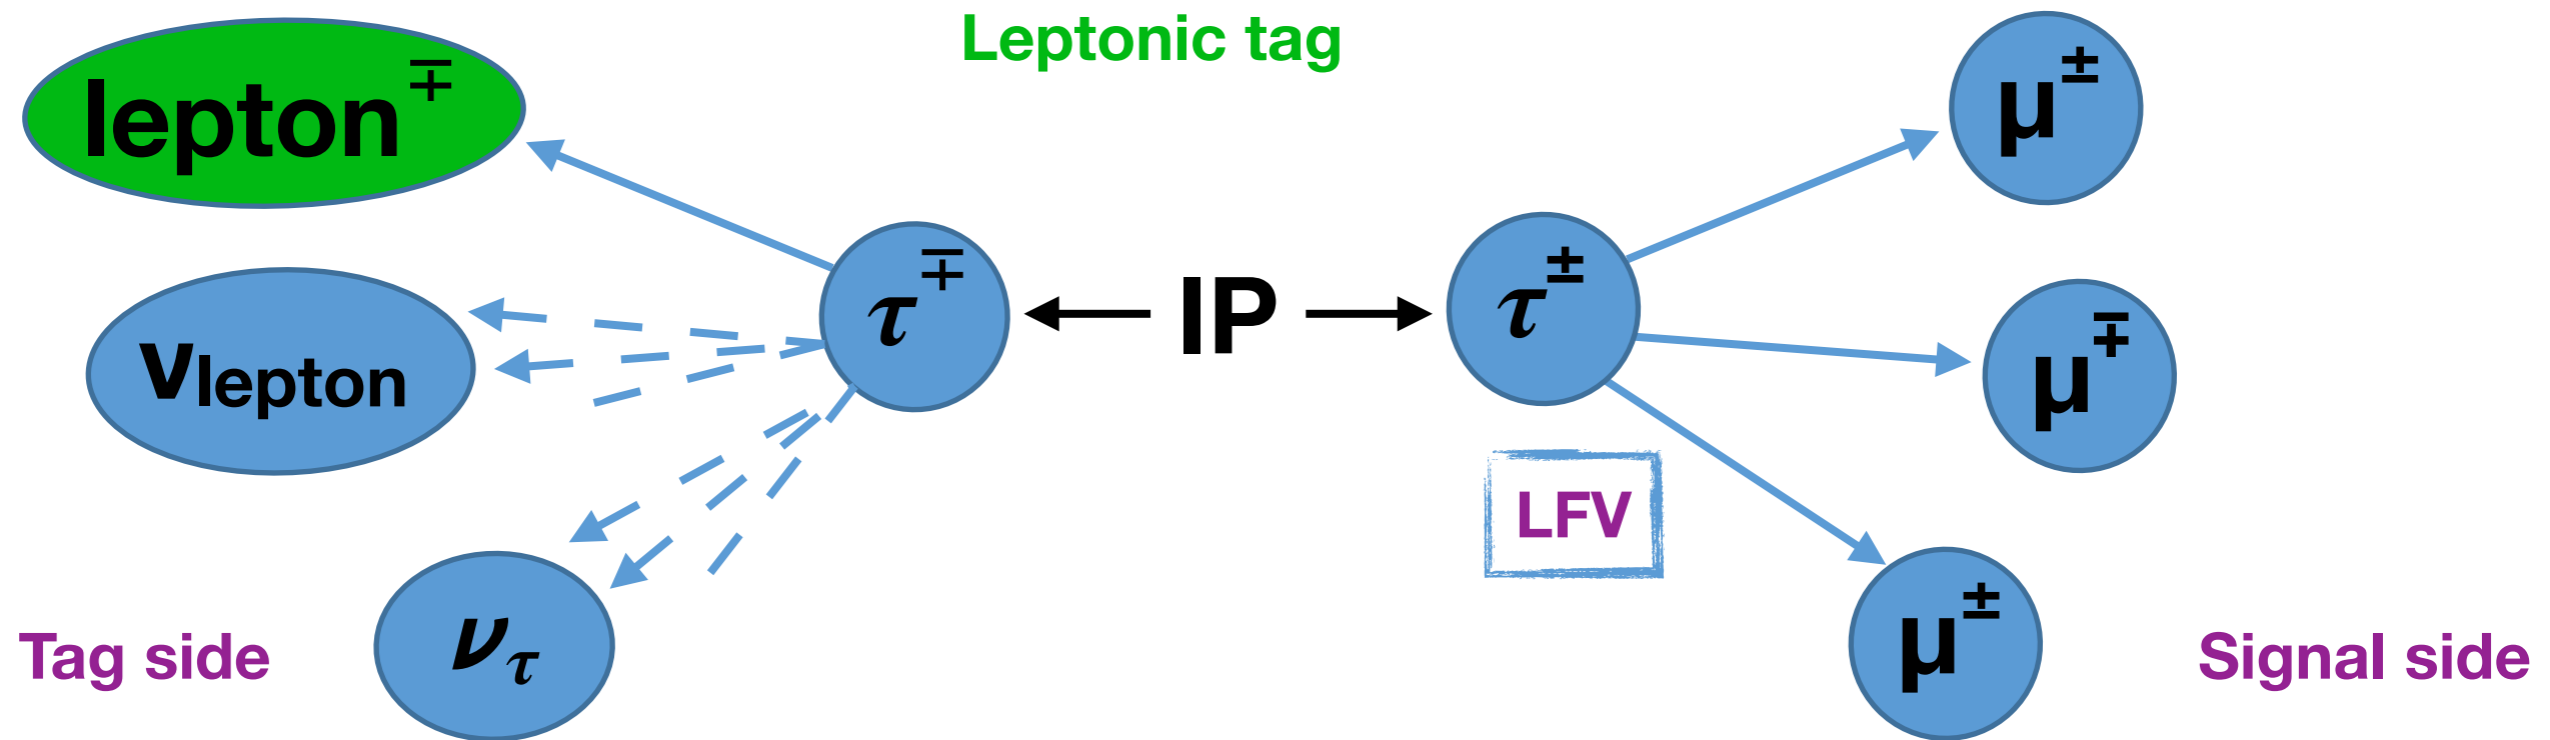 Leptonic tag
lepton∓
νlepton
ντ
τ∓
IP
τ±
LFV
μ±
μ∓
μ±
Tag side
Signal side